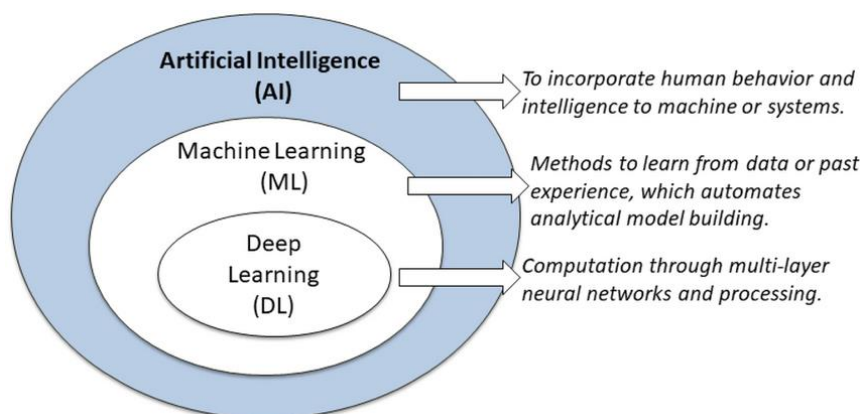 Artificial Intelligence
(AI)
To incorporate human behavior and
intelligence to machine or systems.
Machine Learning
(ML)
Methods to learn from data or past
experience, which automates
analytical model building.
Deep
Learning
(DL)
Computation through multi-layer
neural networks and processing.